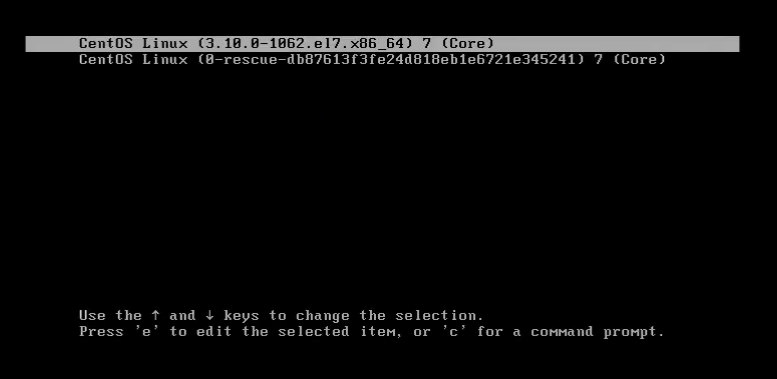 CentOS Linux (3.10.0-1062.el7.x86_64) 7 (Core)
CentOS Linux (0-rescue-db87613f3fe24d818eb1e6721e345241) 7 (Core)
Use the ↑ and ↓ keys to change the selection.
Press 'e' to edit the selected item, or 'c' for a command prompt.